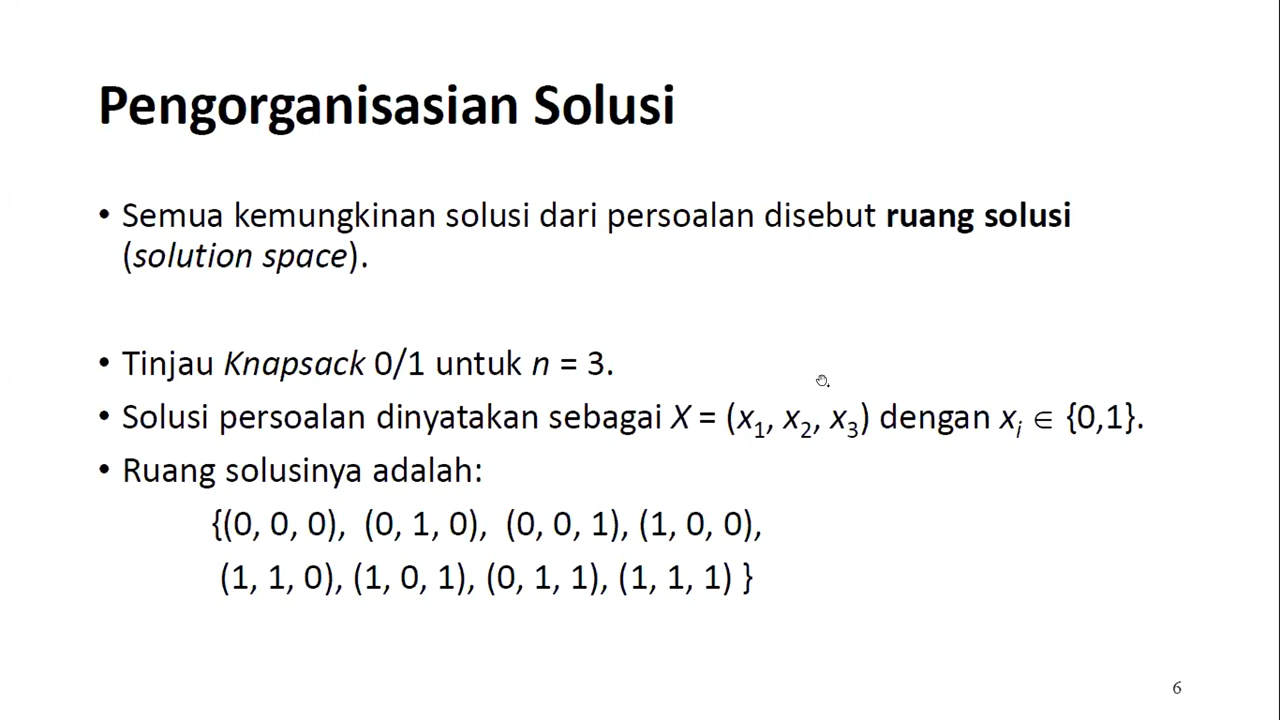 Pengorganisasian Solusi
• Semua kemungkinan solusi dari persoalan disebut ruang solusi
(solution space).
• Tinjau Knapsack 0/1 untuk n = 3.
• Solusi persoalan dinyatakan sebagai X = (x₁, x₂, x₃) dengan xᵢ ∈ {0,1}.
• Ruang solusinya adalah:
{(0, 0, 0), (0, 1, 0), (0, 0, 1), (1, 0, 0),
(1, 1, 0), (1, 0, 1), (0, 1, 1), (1, 1, 1) }
6